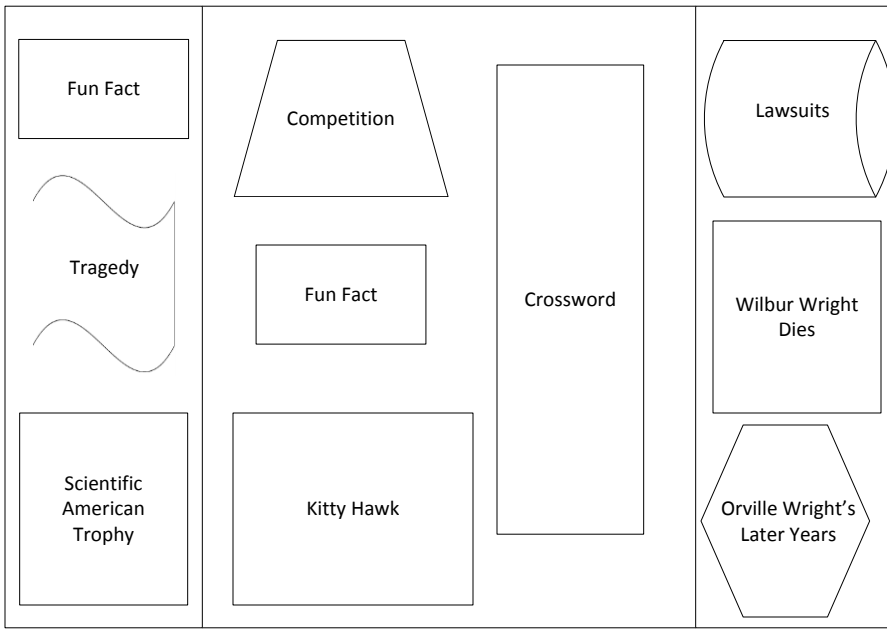 Fun Fact
Tragedy
Scientific
American
Trophy
Competition
Fun Fact
Kitty Hawk
Crossword
Lawsuits
Wilbur Wright
Dies
Orville Wright’s
Later Years